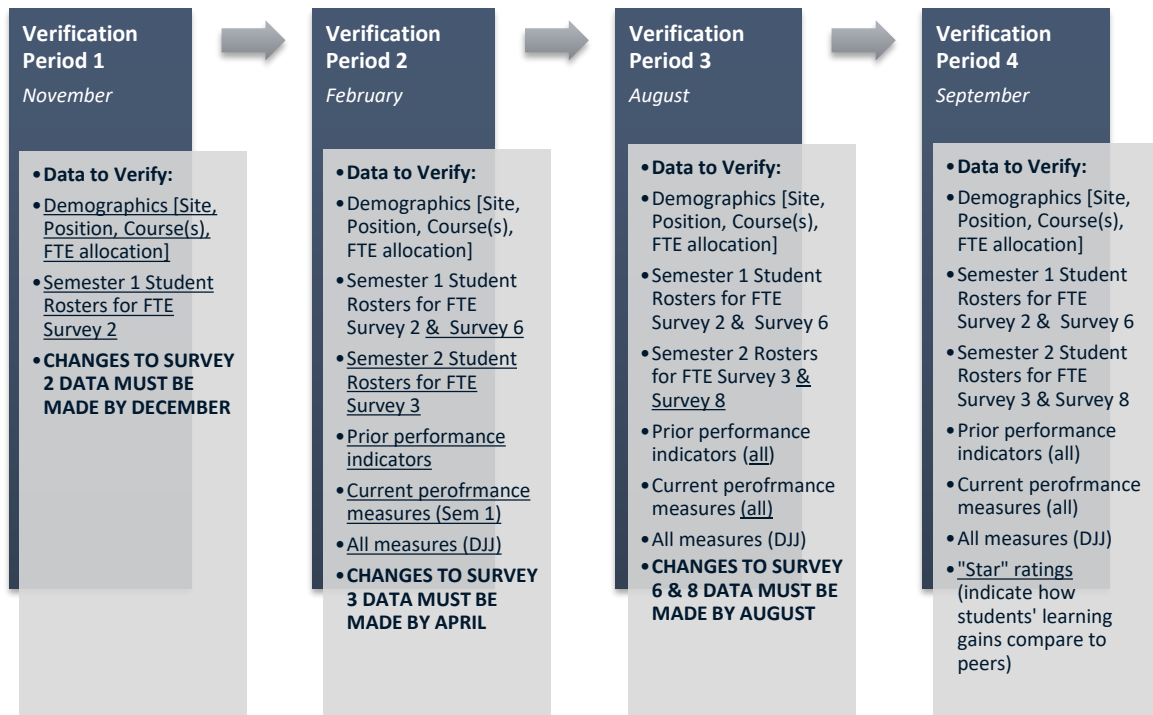 Verification
Period 1
November
• Data to Verify:
• Demographics [Site,
Position, Course(s),
FTE allocation]
• Semester 1 Student
Rosters for FTE
Survey 2
• CHANGES TO SURVEY
2 DATA MUST BE
MADE BY DECEMBER
Verification
Period 2
February
• Data to Verify:
Demographics [Site,
Position, Course(s),
FTE allocation]
• Semester 1 Student
Rosters for FTE
Survey 2 & Survey 6
• Semester 2 Student
Rosters for FTE
Survey 3
• Prior performance
indicators
• Current perofrmance
measures (Sem 1)
• All measures (DJJ)
• CHANGES TO SURVEY
3 DATA MUST BE
MADE BY APRIL
Verification
Period 3
August
• Data to Verify:
Demographics [Site,
Position, Course(s),
FTE allocation]
• Semester 1 Student
Rosters for FTE
Survey 2 & Survey 6
• Semester 2 Rosters
for FTE Survey 3 &
Survey 8
• Prior performance
indicators (all)
• Current perofrmance
measures (all)
• All measures (DJJ)
• CHANGES TO SURVEY
6 & 8 DATA MUST BE
MADE BY AUGUST
Verification
Period 4
September
• Data to Verify:
• Demographics [Site,
Position, Course(s),
FTE allocation]
• Semester 1 Student
Rosters for FTE
Survey 2 & Survey 6
• Semester 2 Student
Rosters for FTE
Survey 3 & Survey 8
• Prior performance
indicators (all)
• Current perofrmance
measures (all)
• All measures (DJJ)
• "Star" ratings
(indicate how
students' learning
gains compare to
peers)